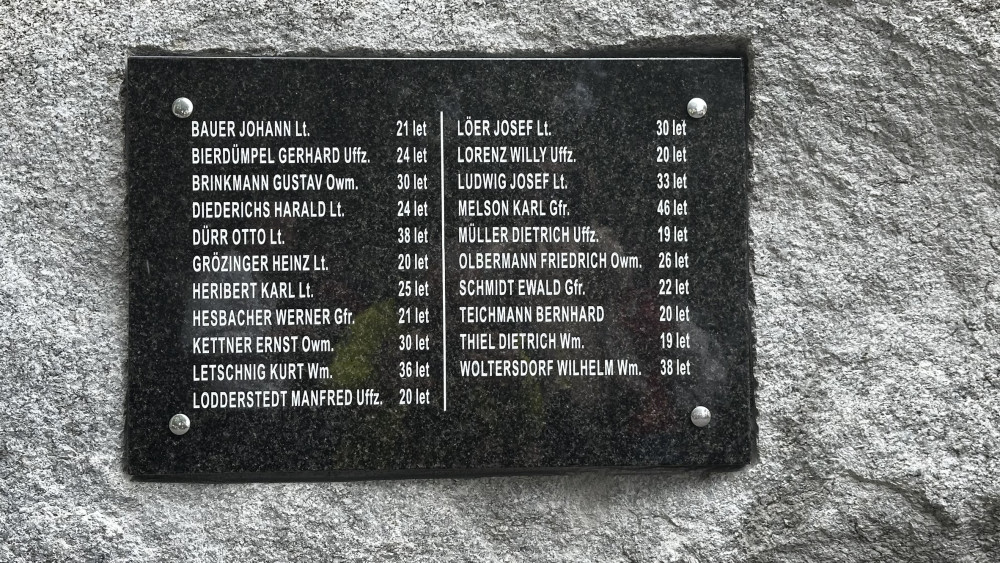 BAUER JOHANN Lt. 21 let
BIERDÜMPEL GERHARD Uffz. 24 let
BRINKMANN GUSTAV Owm. 30 let
DIEDERICHS HARALD Lt. 24 let
DÜRR OTTO Lt. 38 let
GRÖZINGER HEINZ Lt. 20 let
HERIBERT KARL Lt. 25 let
HESBACHER WERNER Gfr. 21 let
KETTNER ERNST Owm. 30 let
LETSCHNIG KURT Wm. 36 let
LODDERSTEDT MANFRED Uffz. 20 let
LÖER JOSEF Lt. 30 let
LORENZ WILLY Uffz. 20 let
LUDWIG JOSEF Lt. 33 let
MELSON KARL Gfr. 46 let
MÜLLER DIETRICH Uffz. 19 let
OLBERMANN FRIEDRICH Owm. 26 let
SCHMIDT EWALD Gfr. 22 let
TEICHMANN BERNHARD 20 let
THIEL DIETRICH Wm. 19 let
WOLTERSDORF WILHELM Wm. 38 let